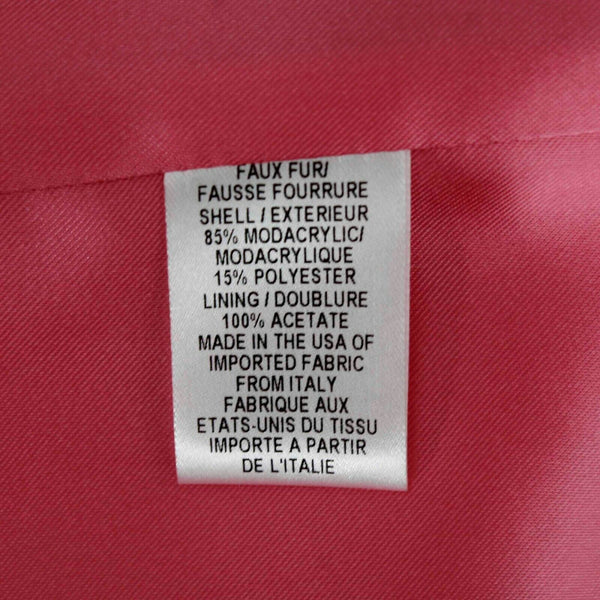 FAUX FUR/
FAUSSE FOURRURE
SHELL / EXTERIEUR
85% MODACRYLIC/
MODACRYLIQUE
15% POLYESTER
LINING / DOUBLURE
100% ACETATE
MADE IN THE USA OF
IMPORTED FABRIC
FROM ITALY
FABRIQUE AUX
ETATS-UNIS DU TISSU
IMPORTE A PARTIR
DE L'ITALIE